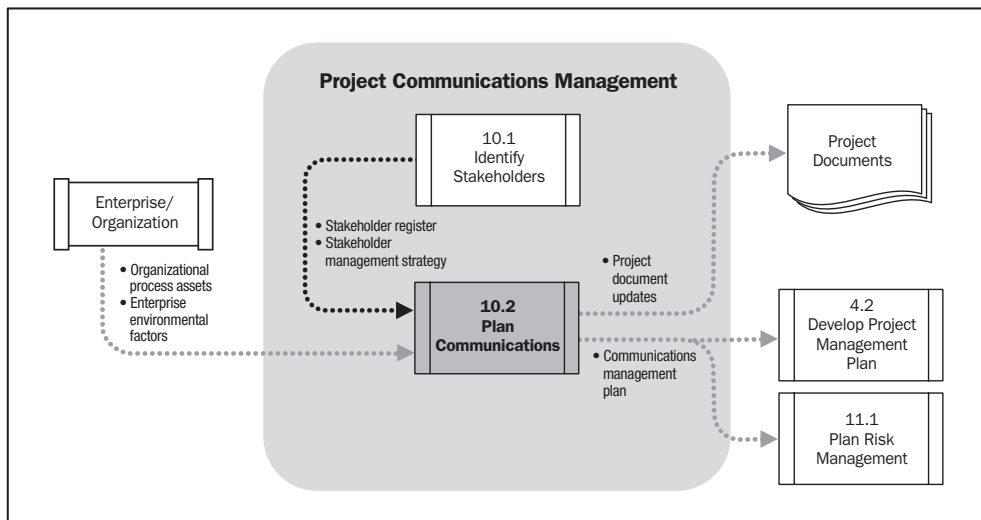 Project Communications Management
10.1
Identify
Stakeholders
Project
Documents
Enterprise/
Organization
• Stakeholder register
• Stakeholder
management strategy
• Organizational
process assets
• Enterprise
environmental
factors
• Project
document
updates
10.2
Plan
Communications
4.2
Develop Project
Management
Plan
• Communications
management
plan
11.1
Plan Risk
Management